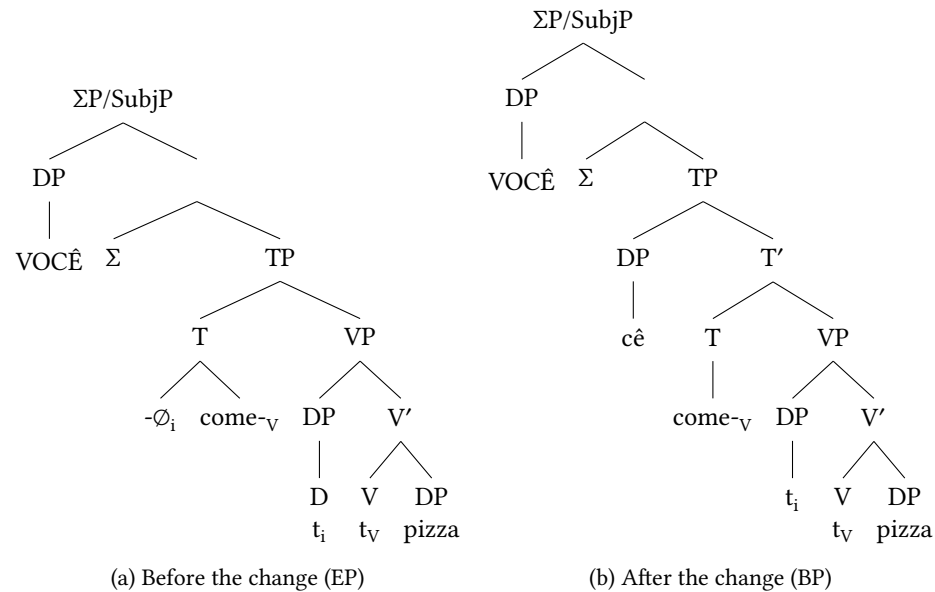 ΣP/SubjP
DP
VOCÊ Σ TP
T VP
-∅i come-V DP V′
D V DP
ti tV pizza
(a) Before the change (EP)
ΣP/SubjP
DP
VOCÊ Σ TP
DP T′
cê T VP
come-V DP V′
ti V DP
tV pizza
(b) After the change (BP)